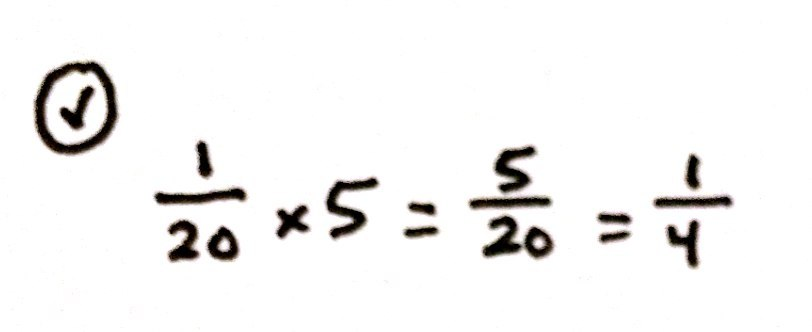 ✓
1/20 × 5 = 5/20 = 1/4